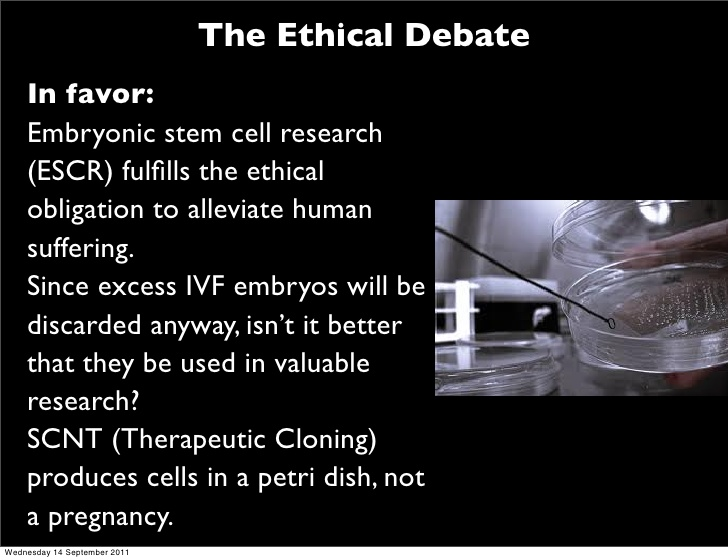 The Ethical Debate
In favor:
Embryonic stem cell research
(ESCR) fulfills the ethical
obligation to alleviate human
suffering.
Since excess IVF embryos will be
discarded anyway, isn’t it better
that they be used in valuable
research?
SCNT (Therapeutic Cloning)
produces cells in a petri dish, not
a pregnancy.
Wednesday 14 September 2011